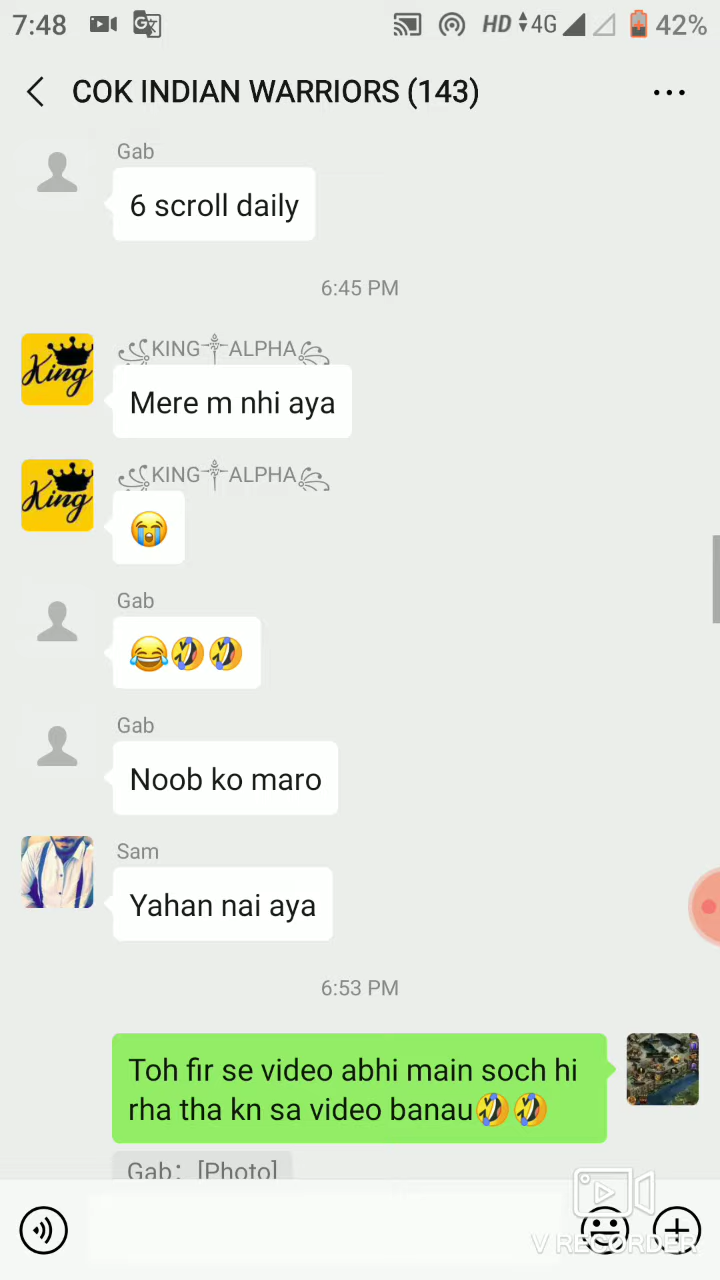 7:48 HD 4G 42%
COK INDIAN WARRIORS (143)
Gab
6 scroll daily
6:45 PM
King
꧁KING༒ALPHA꧂
Mere m nhi aya
King
꧁KING༒ALPHA꧂
😭
Gab
😂🤣🤣
Gab
Noob ko maro
Sam
Yahan nai aya
6:53 PM
Toh fir se video abhi main soch hi
rha tha kn sa video banau🤣🤣
Gab：[Photo]
V RECORDER